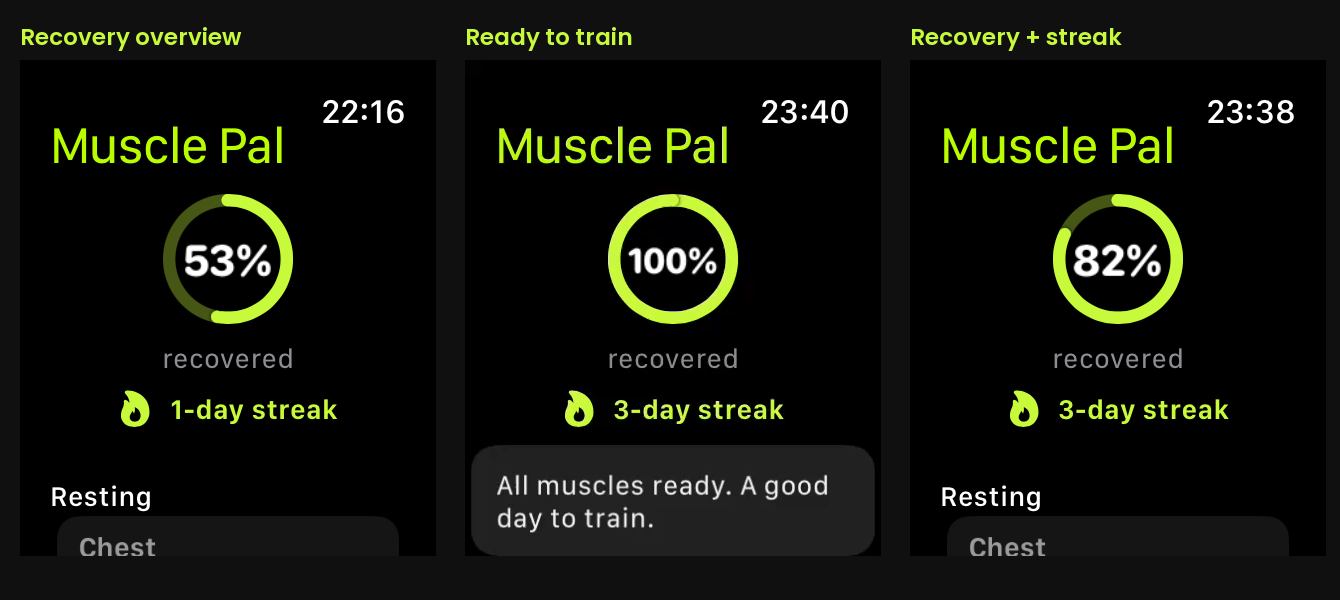 Recovery overview
22:16
Muscle Pal
53%
recovered
1-day streak
Resting
Chest
Ready to train
23:40
Muscle Pal
100%
recovered
3-day streak
All muscles ready. A good
day to train.
Recovery + streak
23:38
Muscle Pal
82%
recovered
3-day streak
Resting
Chest